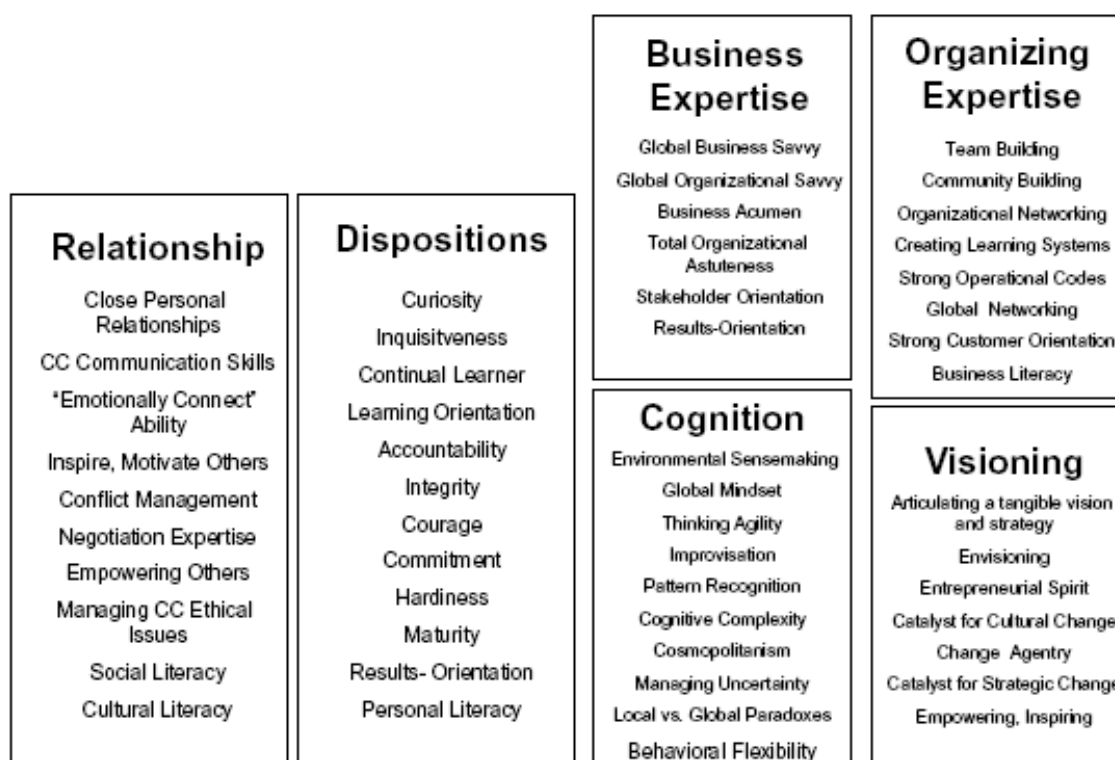 Relationship
Close Personal
Relationships
CC Communication Skills
“Emotionally Connect”
Ability
Inspire, Motivate Others
Conflict Management
Negotiation Expertise
Empowering Others
Managing CC Ethical
Issues
Social Literacy
Cultural Literacy
Dispositions
Curiosity
Inquisitveness
Continual Learner
Learning Orientation
Accountability
Integrity
Courage
Commitment
Hardiness
Maturity
Results- Orientation
Personal Literacy
Business
Expertise
Global Business Savvy
Global Organizational Savvy
Business Acumen
Total Organizational
Astuteness
Stakeholder Orientation
Results-Orientation
Cognition
Environmental Sensemaking
Global Mindset
Thinking Agility
Improvisation
Pattern Recognition
Cognitive Complexity
Cosmopolitanism
Managing Uncertainty
Local vs. Global Paradoxes
Behavioral Flexibility
Organizing
Expertise
Team Building
Community Building
Organizational Networking
Creating Learning Systems
Strong Operational Codes
Global Networking
Strong Customer Orientation
Business Literacy
Visioning
Articulating a tangible vision
and strategy
Envisioning
Entrepreneurial Spirit
Catalyst for Cultural Change
Change Agentry
Catalyst for Strategic Change
Empowering, Inspiring